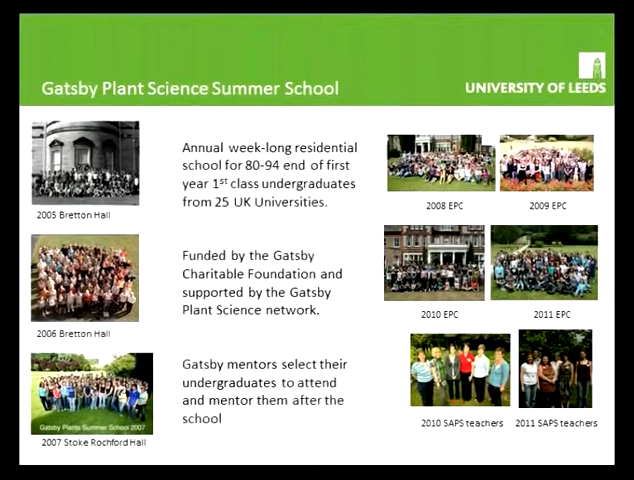 Gatsby Plant Science Summer School
UNIVERSITY OF LEEDS
2005 Bretton Hall
2006 Bretton Hall
Gatsby Plants Summer School 2007
2007 Stoke Rochford Hall
Annual week-long residential
school for 80-94 end of first
year 1st class undergraduates
from 25 UK Universities.
Funded by the Gatsby
Charitable Foundation and
supported by the Gatsby
Plant Science network.
Gatsby mentors select their
undergraduates to attend
and mentor them after the
school
2008 EPC
2009 EPC
2010 EPC
2011 EPC
2010 SAPS teachers
2011 SAPS teachers